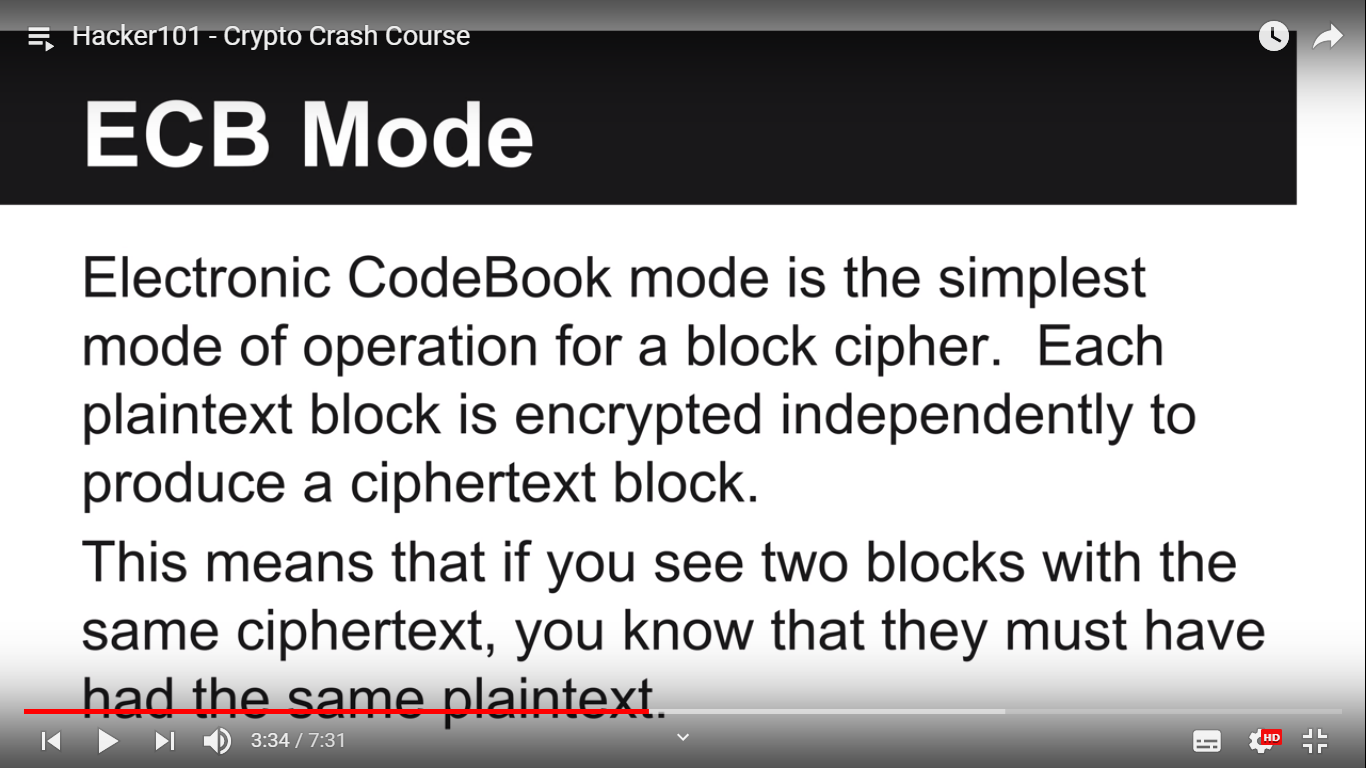 Hacker101 - Crypto Crash Course
ECB Mode
Electronic CodeBook mode is the simplest
mode of operation for a block cipher.  Each
plaintext block is encrypted independently to
produce a ciphertext block.
This means that if you see two blocks with the
same ciphertext, you know that they must have
had the same plaintext.
3:34 / 7:31
HD